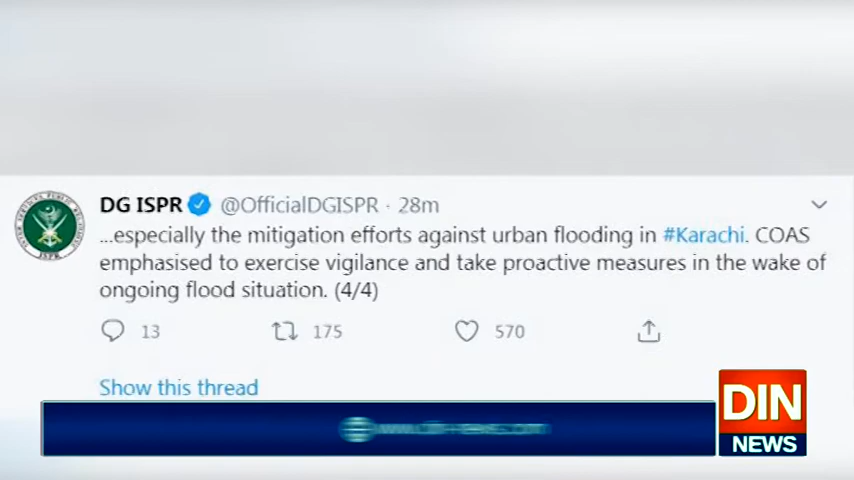 DG ISPR @OfficialDGISPR · 28m
...especially the mitigation efforts against urban flooding in #Karachi. COAS
emphasised to exercise vigilance and take proactive measures in the wake of
ongoing flood situation. (4/4)
13 175 570
Show this thread
DIN
NEWS